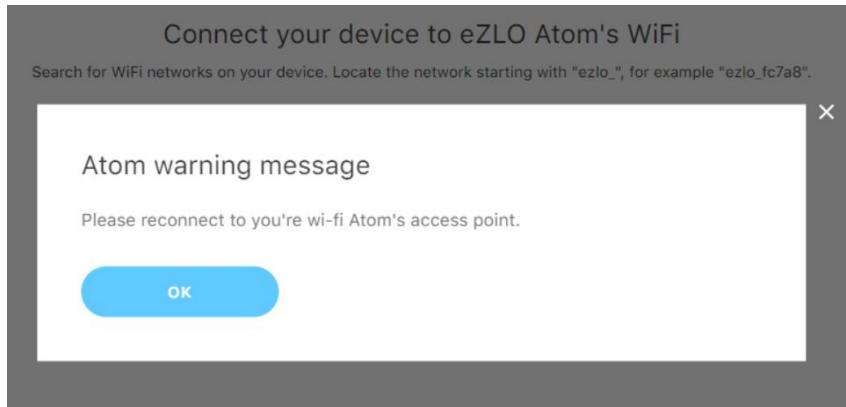 Connect your device to eZLO Atom's WiFi
Search for WiFi networks on your device. Locate the network starting with "ezlo_", for example "ezlo_fc7a8".
Atom warning message
Please reconnect to you're wi-fi Atom's access point.
OK